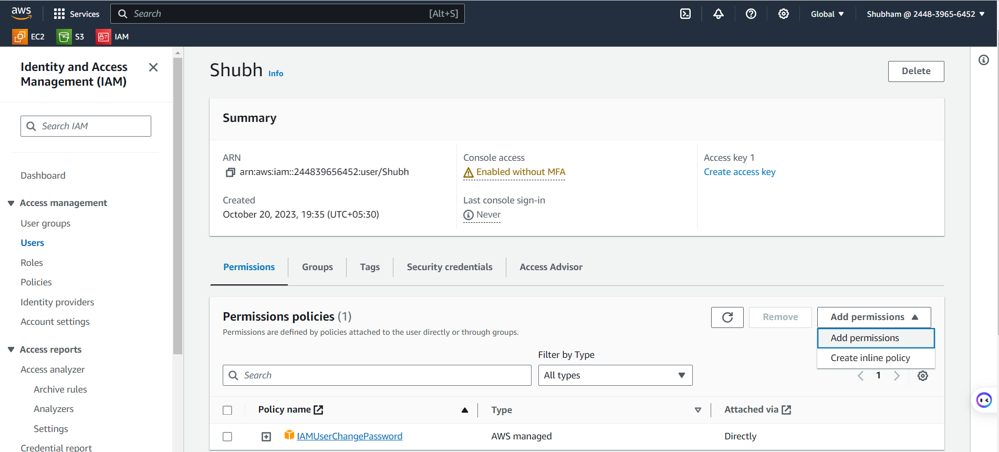 aws
Services
Search
[Alt+S]
Global
Shubham @ 2448-3965-6452
EC2
S3
IAM
Identity and Access
Management (IAM)
Search IAM
Dashboard
Access management
User groups
Users
Roles
Policies
Identity providers
Account settings
Access reports
Access analyzer
Archive rules
Analyzers
Settings
Credential report
Shubh Info
Delete
Summary
ARN
arn:aws:iam::244839656452:user/Shubh
Created
October 20, 2023, 19:35 (UTC+05:30)
Console access
Enabled without MFA
Last console sign-in
Never
Access key 1
Create access key
Permissions
Groups
Tags
Security credentials
Access Advisor
Permissions policies (1)
Permissions are defined by policies attached to the user directly or through groups.
Remove
Add permissions
Add permissions
Create inline policy
Filter by Type
Search
All types
1
Policy name
Type
Attached via
IAMUserChangePassword
AWS managed
Directly